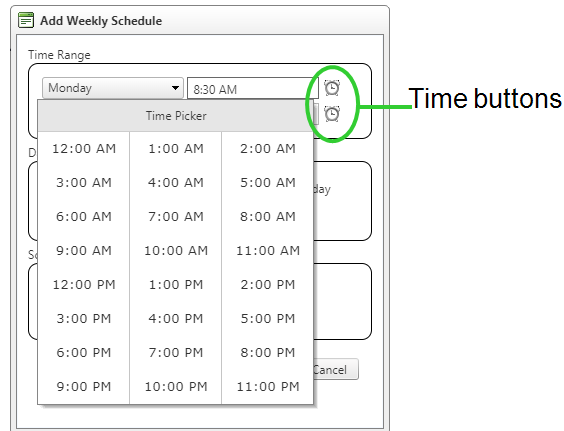 Add Weekly Schedule
Time Range
Monday 8:30 AM
Time buttons
Time Picker
12:00 AM 1:00 AM 2:00 AM
D
3:00 AM 4:00 AM 5:00 AM
day
6:00 AM 7:00 AM 8:00 AM
9:00 AM 10:00 AM 11:00 AM
So
12:00 PM 1:00 PM 2:00 PM
3:00 PM 4:00 PM 5:00 PM
6:00 PM 7:00 PM 8:00 PM
Cancel
9:00 PM 10:00 PM 11:00 PM